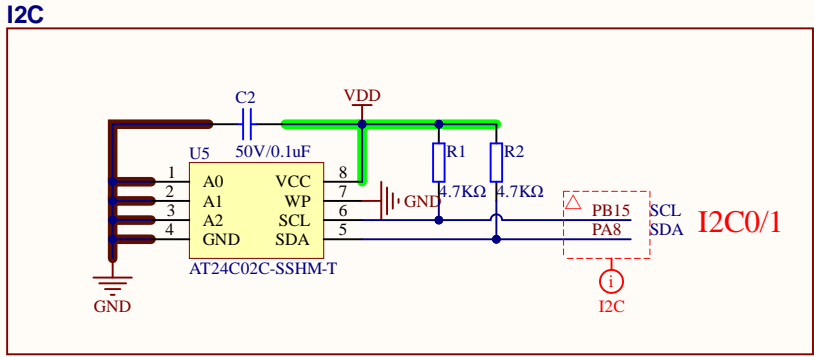 I2C
C2
VDD
U5
50V/0.1uF
R1
R2
4.7KΩ
4.7KΩ
1
A0
VCC
8
2
A1
WP
7
GND
3
A2
SCL
6
4
GND
SDA
5
AT24C02C-SSHM-T
PB15
SCL
PA8
SDA
I2C0/1
i
I2C
GND